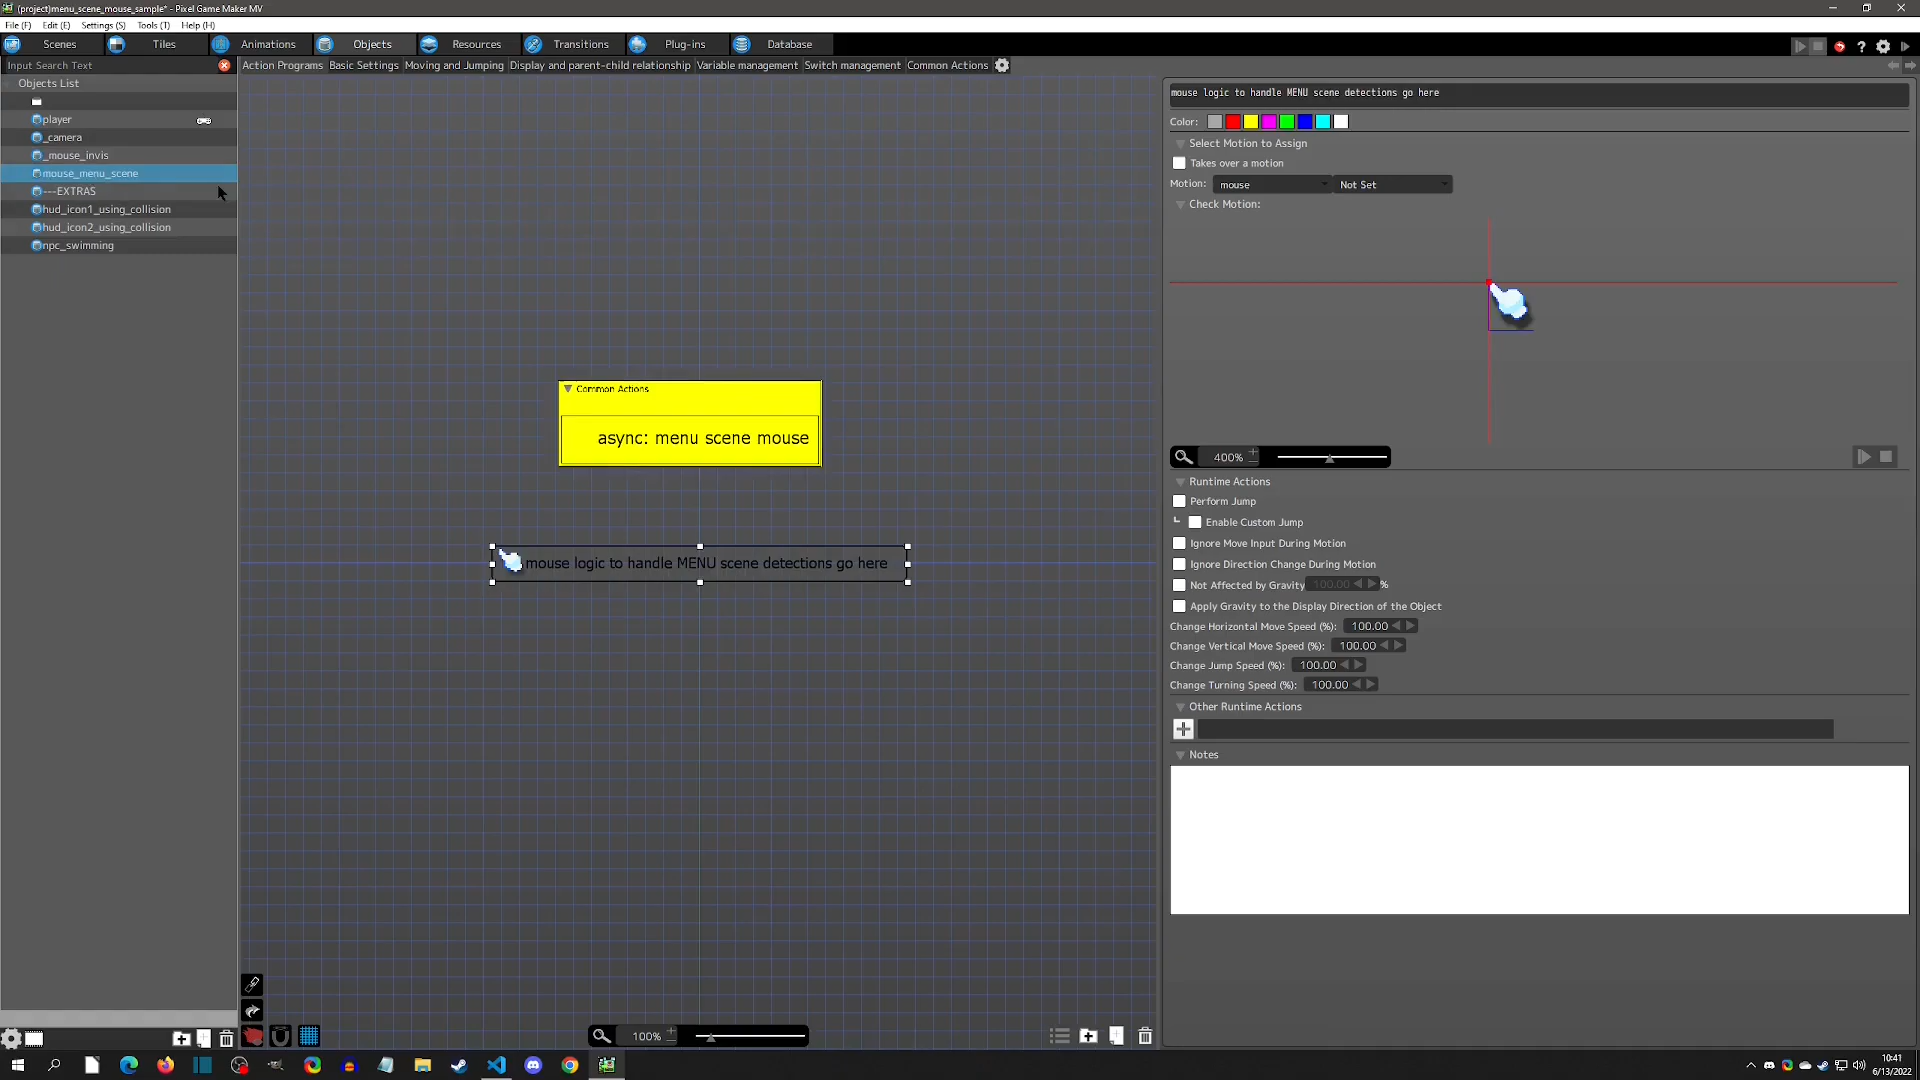 (project)menu_scene_mouse_sample* - Pixel Game Maker MV
File (F) Edit (E) Settings (S) Tools (T) Help (H)
Scenes Tiles Animations Objects Resources Transitions Plug-ins Database
Input Search Text
Action Programs Basic Settings Moving and Jumping Display and parent-child relationship Variable management Switch management Common Actions
Objects List
player
_camera
_mouse_invis
mouse_menu_scene
---EXTRAS
hud_icon1_using_collision
hud_icon2_using_collision
npc_swimming
Common Actions
async: menu scene mouse
mouse logic to handle MENU scene detections go here
100%
mouse logic to handle MENU scene detections go here
Color:
Select Motion to Assign
Takes over a motion
Motion: mouse Not Set
Check Motion:
400%
Runtime Actions
Perform Jump
Enable Custom Jump
Ignore Move Input During Motion
Ignore Direction Change During Motion
Not Affected by Gravity 100.00 %
Apply Gravity to the Display Direction of the Object
Change Horizontal Move Speed (%): 100.00
Change Vertical Move Speed (%): 100.00
Change Jump Speed (%): 100.00
Change Turning Speed (%): 100.00
Other Runtime Actions
Notes
10:41
6/13/2022